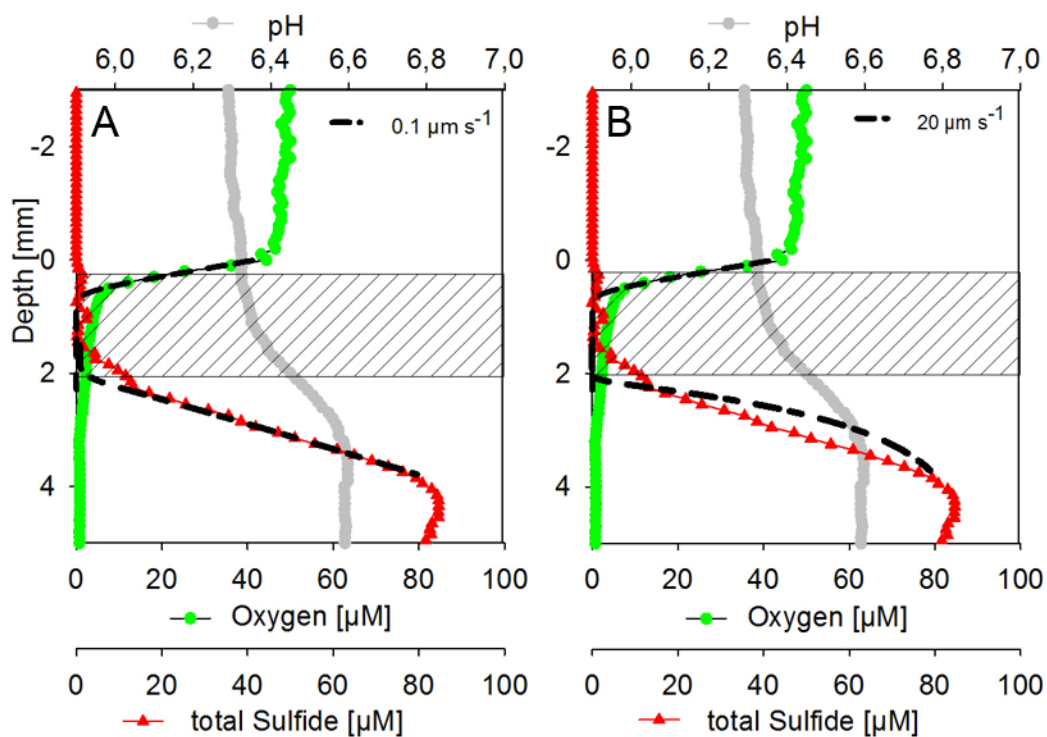 pH
pH
6,0 6,2 6,4 6,6 6,8 7,0
6,0 6,2 6,4 6,6 6,8 7,0
A
0.1 µm s-1
B
20 µm s-1
Depth [mm]
-2
-0
2
4
-2
-0
2
4
0 20 40 60 80 100
0 20 40 60 80 100
Oxygen [µM]
Oxygen [µM]
0 20 40 60 80 100
0 20 40 60 80 100
total Sulfide [µM]
total Sulfide [µM]